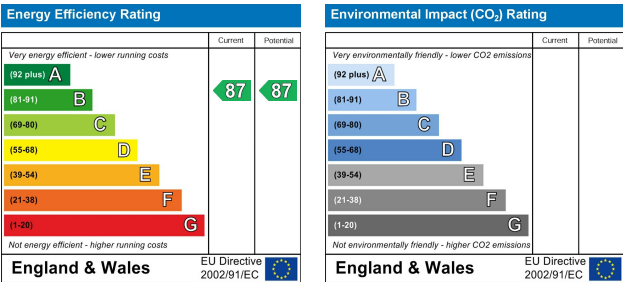 Energy Efficiency Rating
Current Potential
Very energy efficient - lower running costs
(92 plus) A
(81-91) B
87 87
(69-80) C
(55-68) D
(39-54) E
(21-38) F
(1-20) G
Not energy efficient - higher running costs
England & Wales
EU Directive
2002/91/EC
Environmental Impact (CO₂) Rating
Current Potential
Very environmentally friendly - lower CO2 emissions
(92 plus) A
(81-91) B
(69-80) C
(55-68) D
(39-54) E
(21-38) F
(1-20) G
Not environmentally friendly - higher CO2 emissions
England & Wales
EU Directive
2002/91/EC